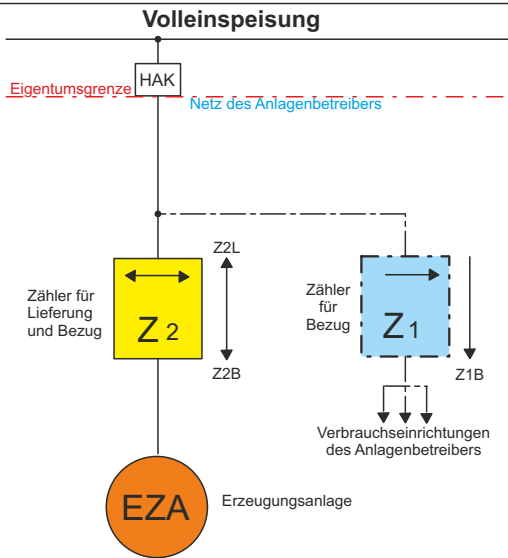 Volleinspeisung
HAK
Eigentumsgrenze
Netz des Anlagenbetreibers
Z2L
Zähler für
Lieferung
und Bezug
Z 2
Z2B
Zähler
für
Bezug
Z 1
Z1B
Verbrauchseinrichtungen
des Anlagenbetreibers
EZA
Erzeugungsanlage